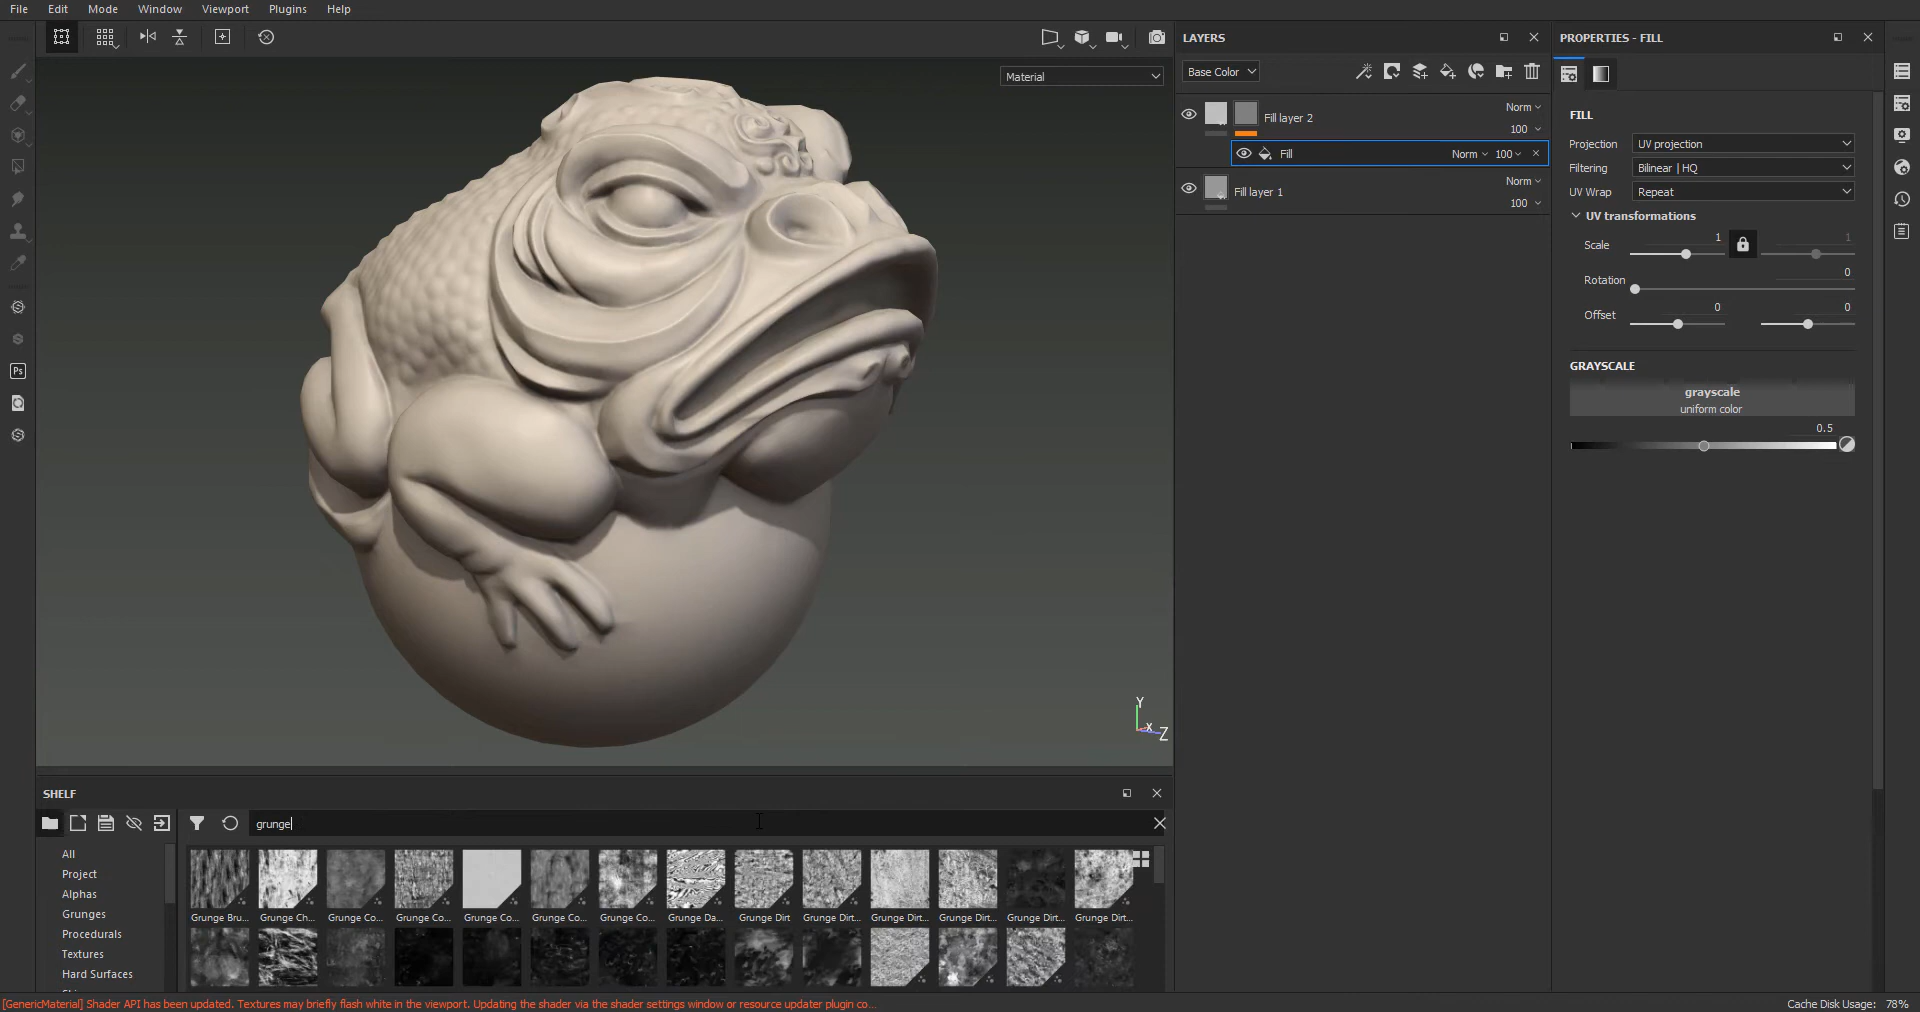 File Edit Mode Window Viewport Plugins Help
Material
Y
X
Z
LAYERS
Base Color
Norm
Fill layer 2
100
Fill Norm 100
Norm
Fill layer 1
100
PROPERTIES - FILL
FILL
Projection UV projection
Filtering Bilinear | HQ
UV Wrap Repeat
UV transformations
Scale 1 1
Rotation 0
Offset 0 0
GRAYSCALE
grayscale
uniform color
0.5
Ps
SHELF
grunge
All
Project
Alphas
Grunges
Procedurals
Textures
Hard Surfaces
Grunge Bru... Grunge Ch... Grunge Co... Grunge Co... Grunge Co... Grunge Co... Grunge Co... Grunge Da... Grunge Dirt Grunge Dirt... Grunge Dirt... Grunge Dirt... Grunge Dirt... Grunge Dirt...
[GenericMaterial] Shader API has been updated. Textures may briefly flash white in the viewport. Updating the shader via the shader settings window or resource updater plugin co...
Cache Disk Usage: 78%